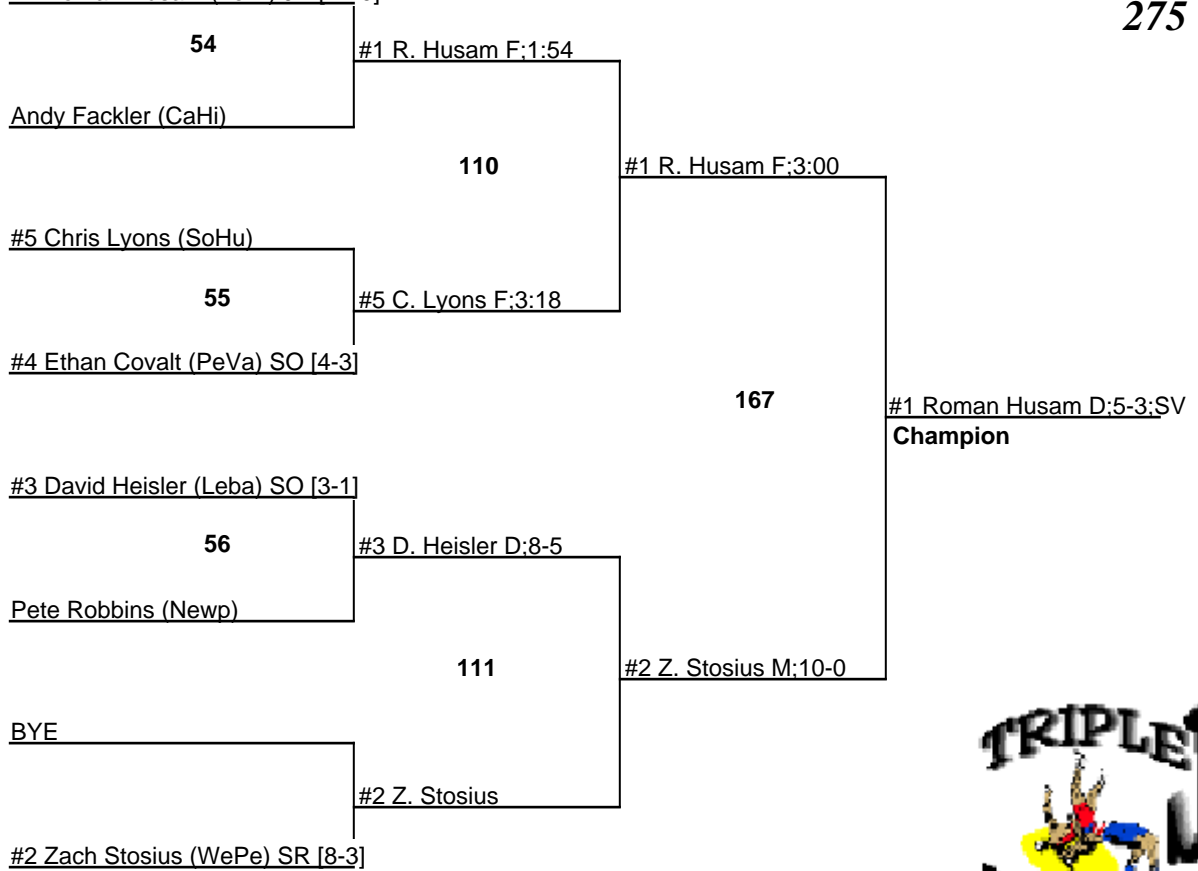 275
54
#1 R. Husam F;1:54
Andy Fackler (CaHi)
110
#1 R. Husam F;3:00
#5 Chris Lyons (SoHu)
55
#5 C. Lyons F;3:18
#4 Ethan Covalt (PeVa) SO [4-3]
167
#1 Roman Husam D;5-3;SV
Champion
#3 David Heisler (Leba) SO [3-1]
56
#3 D. Heisler D;8-5
Pete Robbins (Newp)
111
#2 Z. Stosius M;10-0
BYE
#2 Z. Stosius
#2 Zach Stosius (WePe) SR [8-3]
TRIPLE